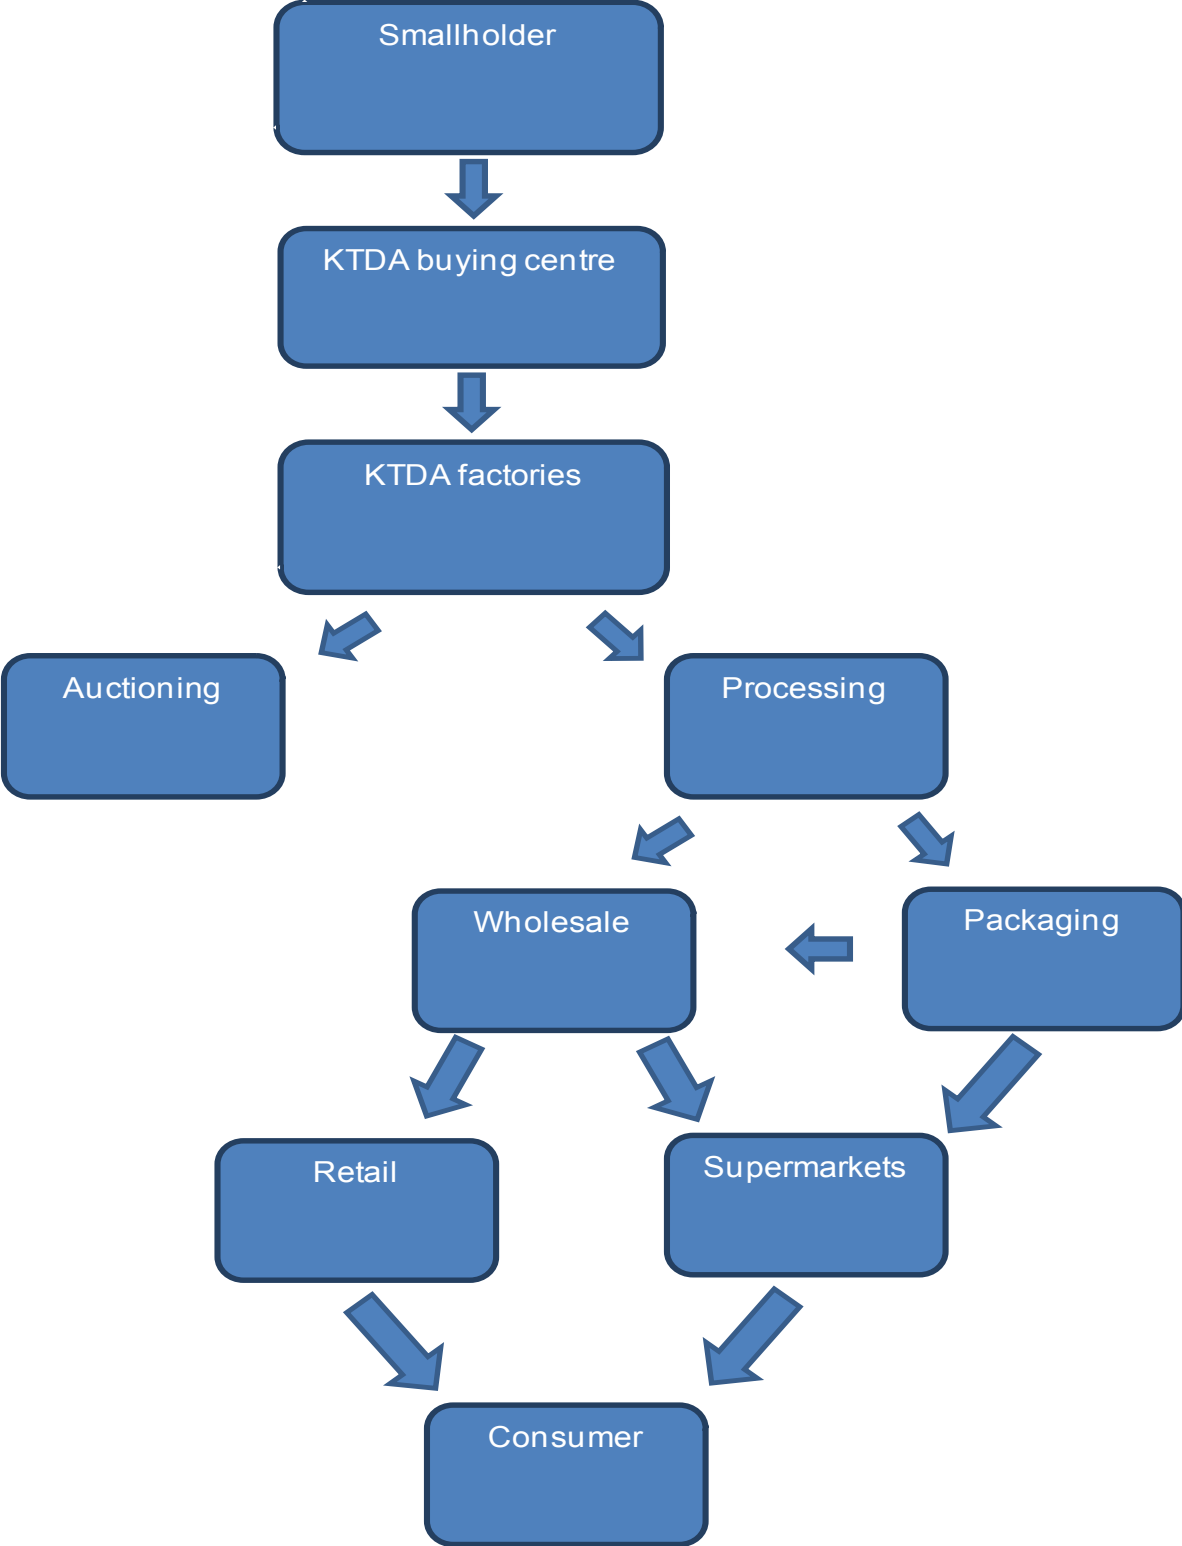 Smallholder
KTDA buying centre
KTDA factories
Auctioning
Processing
Wholesale
Packaging
Retail
Supermarkets
Consumer